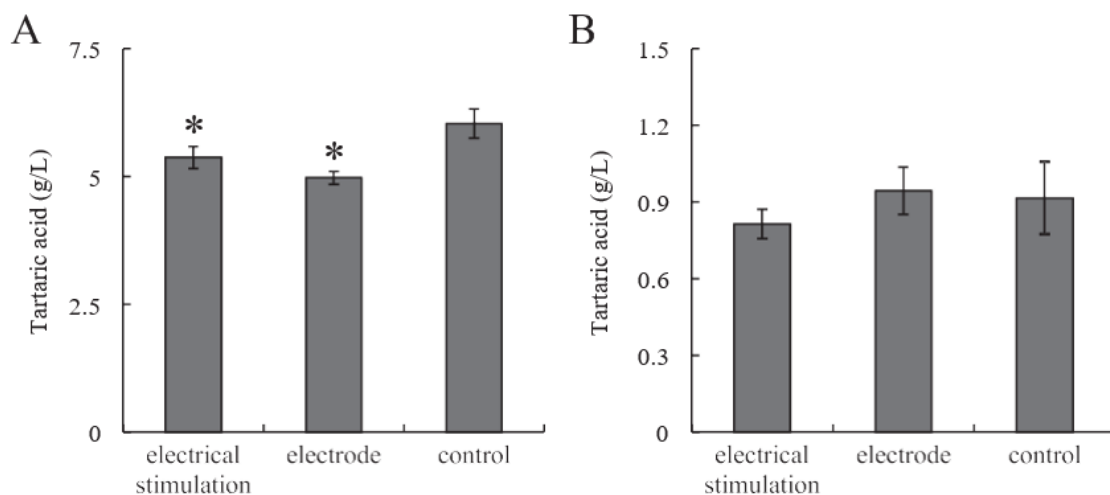 A
Tartaric acid (g/L)
7.5
5
2.5
0
*
*
electrical
stimulation
electrode
control
B
Tartaric acid (g/L)
1.5
1.2
0.9
0.6
0.3
0
electrical
stimulation
electrode
control